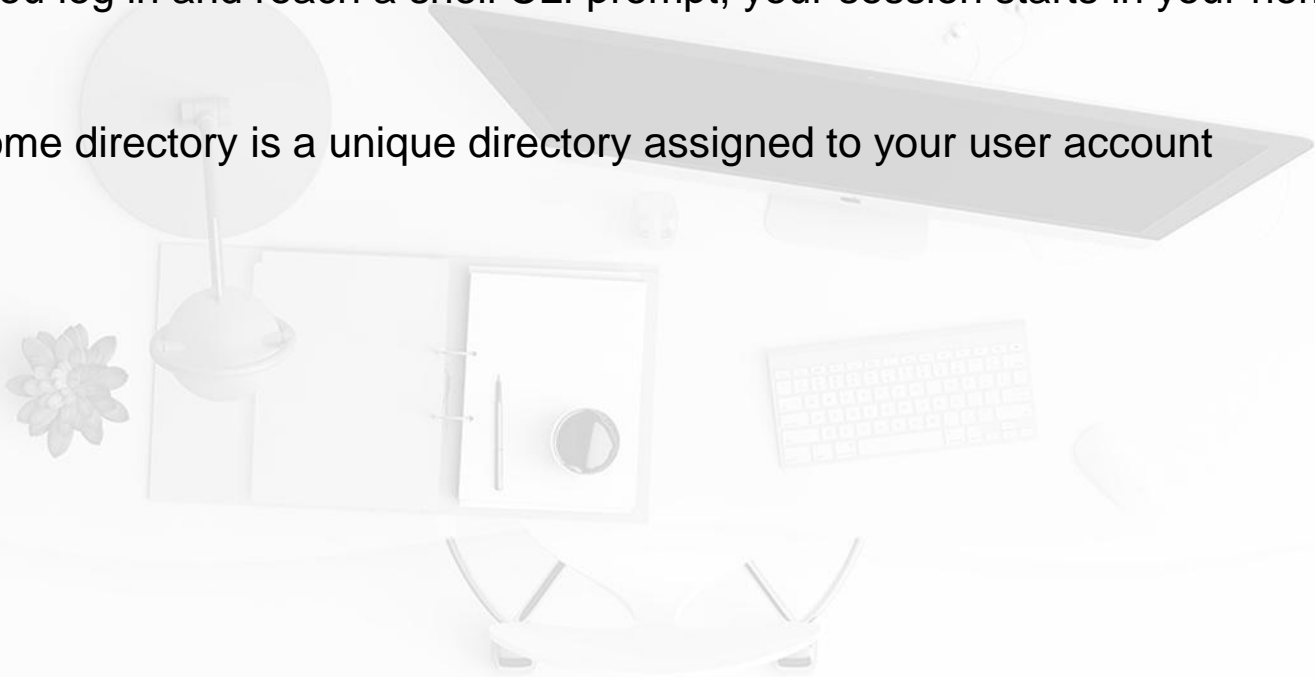 log in and reach a shell CLI prompt, your session starts in your
me directory is a unique directory assigned to your user account